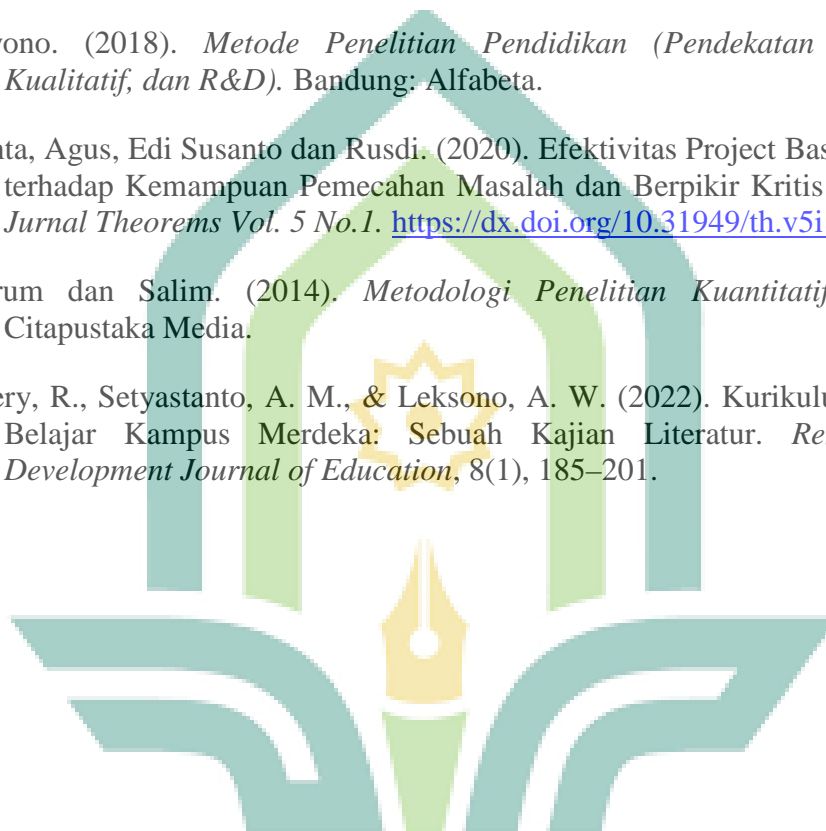 yono. (2018). Metode Penelitian Pendidikan (Pendekatan
Kualitatif, dan R&D). Bandung: Alfabeta.
nta, Agus, Edi Susanto dan Rusdi. (2020). Efektivitas Project Bas
terhadap Kemampuan Pemecahan Masalah dan Berpikir Kritis
Jurnal Theorems Vol. 5 No.1. https://dx.doi.org/10.31949/th.v5i
rum dan Salim. (2014). Metodologi Penelitian Kuantitatif
Citapustaka Media.
ery, R., Setyastanto, A. M., & Leksono, A. W. (2022). Kurikulu
Belajar Kampus Merdeka: Sebuah Kajian Literatur. Re
Development Journal of Education, 8(1), 185–201.